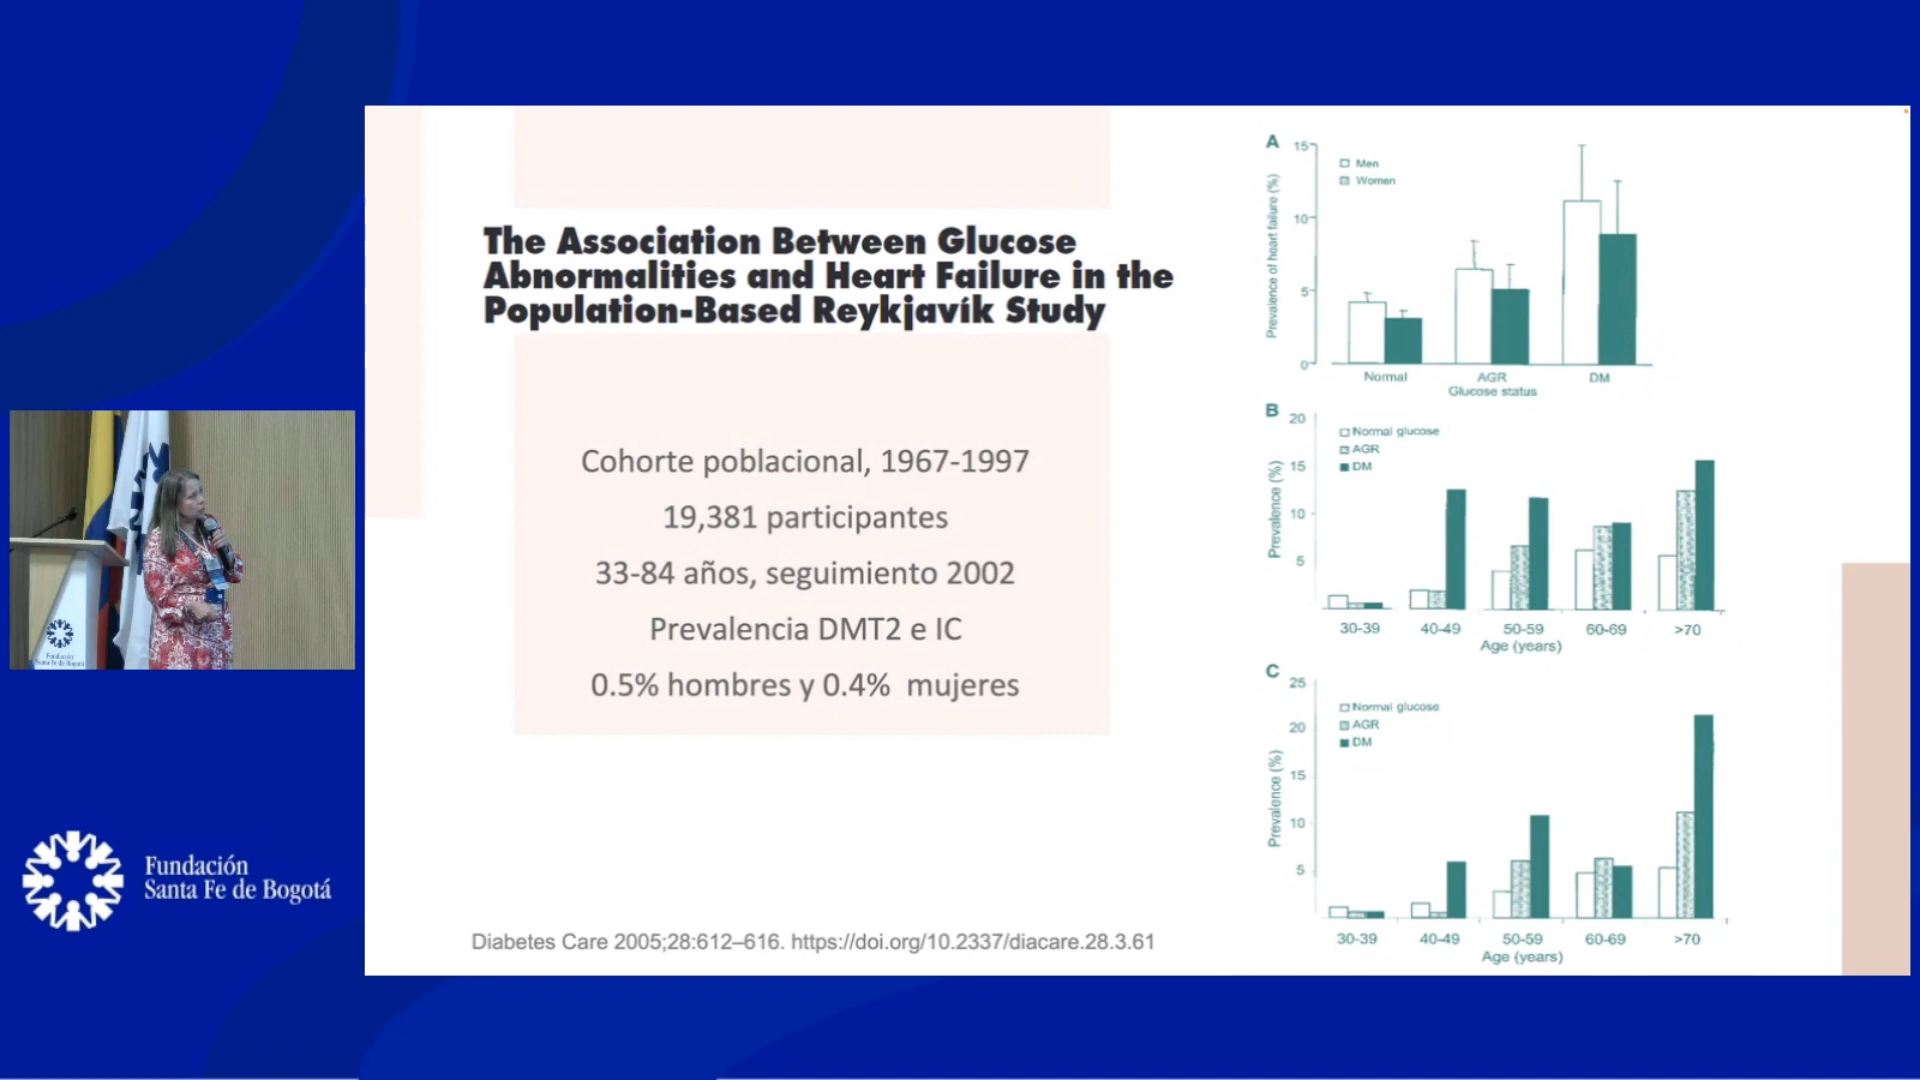 The Association Between Glucose
Abnormalities and Heart Failure in the
Population-Based Reykjavík Study
Cohorte poblacional, 1967-1997
19,381 participantes
33-84 años, seguimiento 2002
Prevalencia DMT2 e IC
0.5% hombres y 0.4% mujeres
Diabetes Care 2005;28:612–616. https://doi.org/10.2337/diacare.28.3.61
A
Prevalence of heart failure (%)
15
10
5
0
Men
Women
Normal
AGR
DM
Glucose status
B
Prevalence (%)
20
15
10
5
Normal glucose
AGR
DM
30-39
40-49
50-59
60-69
>70
Age (years)
C
Prevalence (%)
25
20
15
10
5
Normal glucose
AGR
DM
30-39
40-49
50-59
60-69
>70
Age (years)
Fundación
Santa Fe de Bogotá
Fundación
Santa Fe de Bogotá